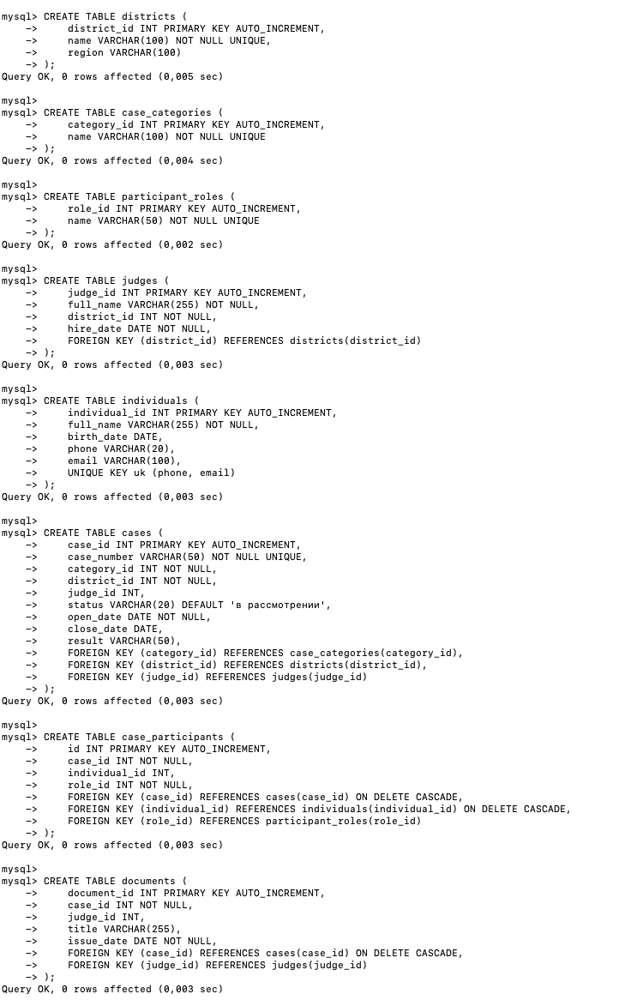 mysql> CREATE TABLE districts (
    ->     district_id INT PRIMARY KEY AUTO_INCREMENT,
    ->     name VARCHAR(100) NOT NULL UNIQUE,
    ->     region VARCHAR(100)
    -> );
Query OK, 0 rows affected (0,005 sec)

mysql>
mysql> CREATE TABLE case_categories (
    ->     category_id INT PRIMARY KEY AUTO_INCREMENT,
    ->     name VARCHAR(100) NOT NULL UNIQUE
    -> );
Query OK, 0 rows affected (0,004 sec)

mysql>
mysql> CREATE TABLE participant_roles (
    ->     role_id INT PRIMARY KEY AUTO_INCREMENT,
    ->     name VARCHAR(50) NOT NULL UNIQUE
    -> );
Query OK, 0 rows affected (0,002 sec)

mysql>
mysql> CREATE TABLE judges (
    ->     judge_id INT PRIMARY KEY AUTO_INCREMENT,
    ->     full_name VARCHAR(255) NOT NULL,
    ->     district_id INT NOT NULL,
    ->     hire_date DATE NOT NULL,
    ->     FOREIGN KEY (district_id) REFERENCES districts(district_id)
    -> );
Query OK, 0 rows affected (0,003 sec)

mysql>
mysql> CREATE TABLE individuals (
    ->     individual_id INT PRIMARY KEY AUTO_INCREMENT,
    ->     full_name VARCHAR(255) NOT NULL,
    ->     birth_date DATE,
    ->     phone VARCHAR(20),
    ->     email VARCHAR(100),
    ->     UNIQUE KEY uk (phone, email)
    -> );
Query OK, 0 rows affected (0,003 sec)

mysql>
mysql> CREATE TABLE cases (
    ->     case_id INT PRIMARY KEY AUTO_INCREMENT,
    ->     case_number VARCHAR(50) NOT NULL UNIQUE,
    ->     category_id INT NOT NULL,
    ->     district_id INT NOT NULL,
    ->     judge_id INT,
    ->     status VARCHAR(20) DEFAULT 'в рассмотрении',
    ->     open_date DATE NOT NULL,
    ->     close_date DATE,
    ->     result VARCHAR(50),
    ->     FOREIGN KEY (category_id) REFERENCES case_categories(category_id),
    ->     FOREIGN KEY (district_id) REFERENCES districts(district_id),
    ->     FOREIGN KEY (judge_id) REFERENCES judges(judge_id)
    -> );
Query OK, 0 rows affected (0,003 sec)

mysql>
mysql> CREATE TABLE case_participants (
    ->     id INT PRIMARY KEY AUTO_INCREMENT,
    ->     case_id INT NOT NULL,
    ->     individual_id INT,
    ->     role_id INT NOT NULL,
    ->     FOREIGN KEY (case_id) REFERENCES cases(case_id) ON DELETE CASCADE,
    ->     FOREIGN KEY (individual_id) REFERENCES individuals(individual_id) ON DELETE CASCADE,
    ->     FOREIGN KEY (role_id) REFERENCES participant_roles(role_id)
    -> );
Query OK, 0 rows affected (0,003 sec)

mysql>
mysql> CREATE TABLE documents (
    ->     document_id INT PRIMARY KEY AUTO_INCREMENT,
    ->     case_id INT NOT NULL,
    ->     judge_id INT,
    ->     title VARCHAR(255),
    ->     issue_date DATE NOT NULL,
    ->     FOREIGN KEY (case_id) REFERENCES cases(case_id) ON DELETE CASCADE,
    ->     FOREIGN KEY (judge_id) REFERENCES judges(judge_id)
    -> );
Query OK, 0 rows affected (0,003 sec)